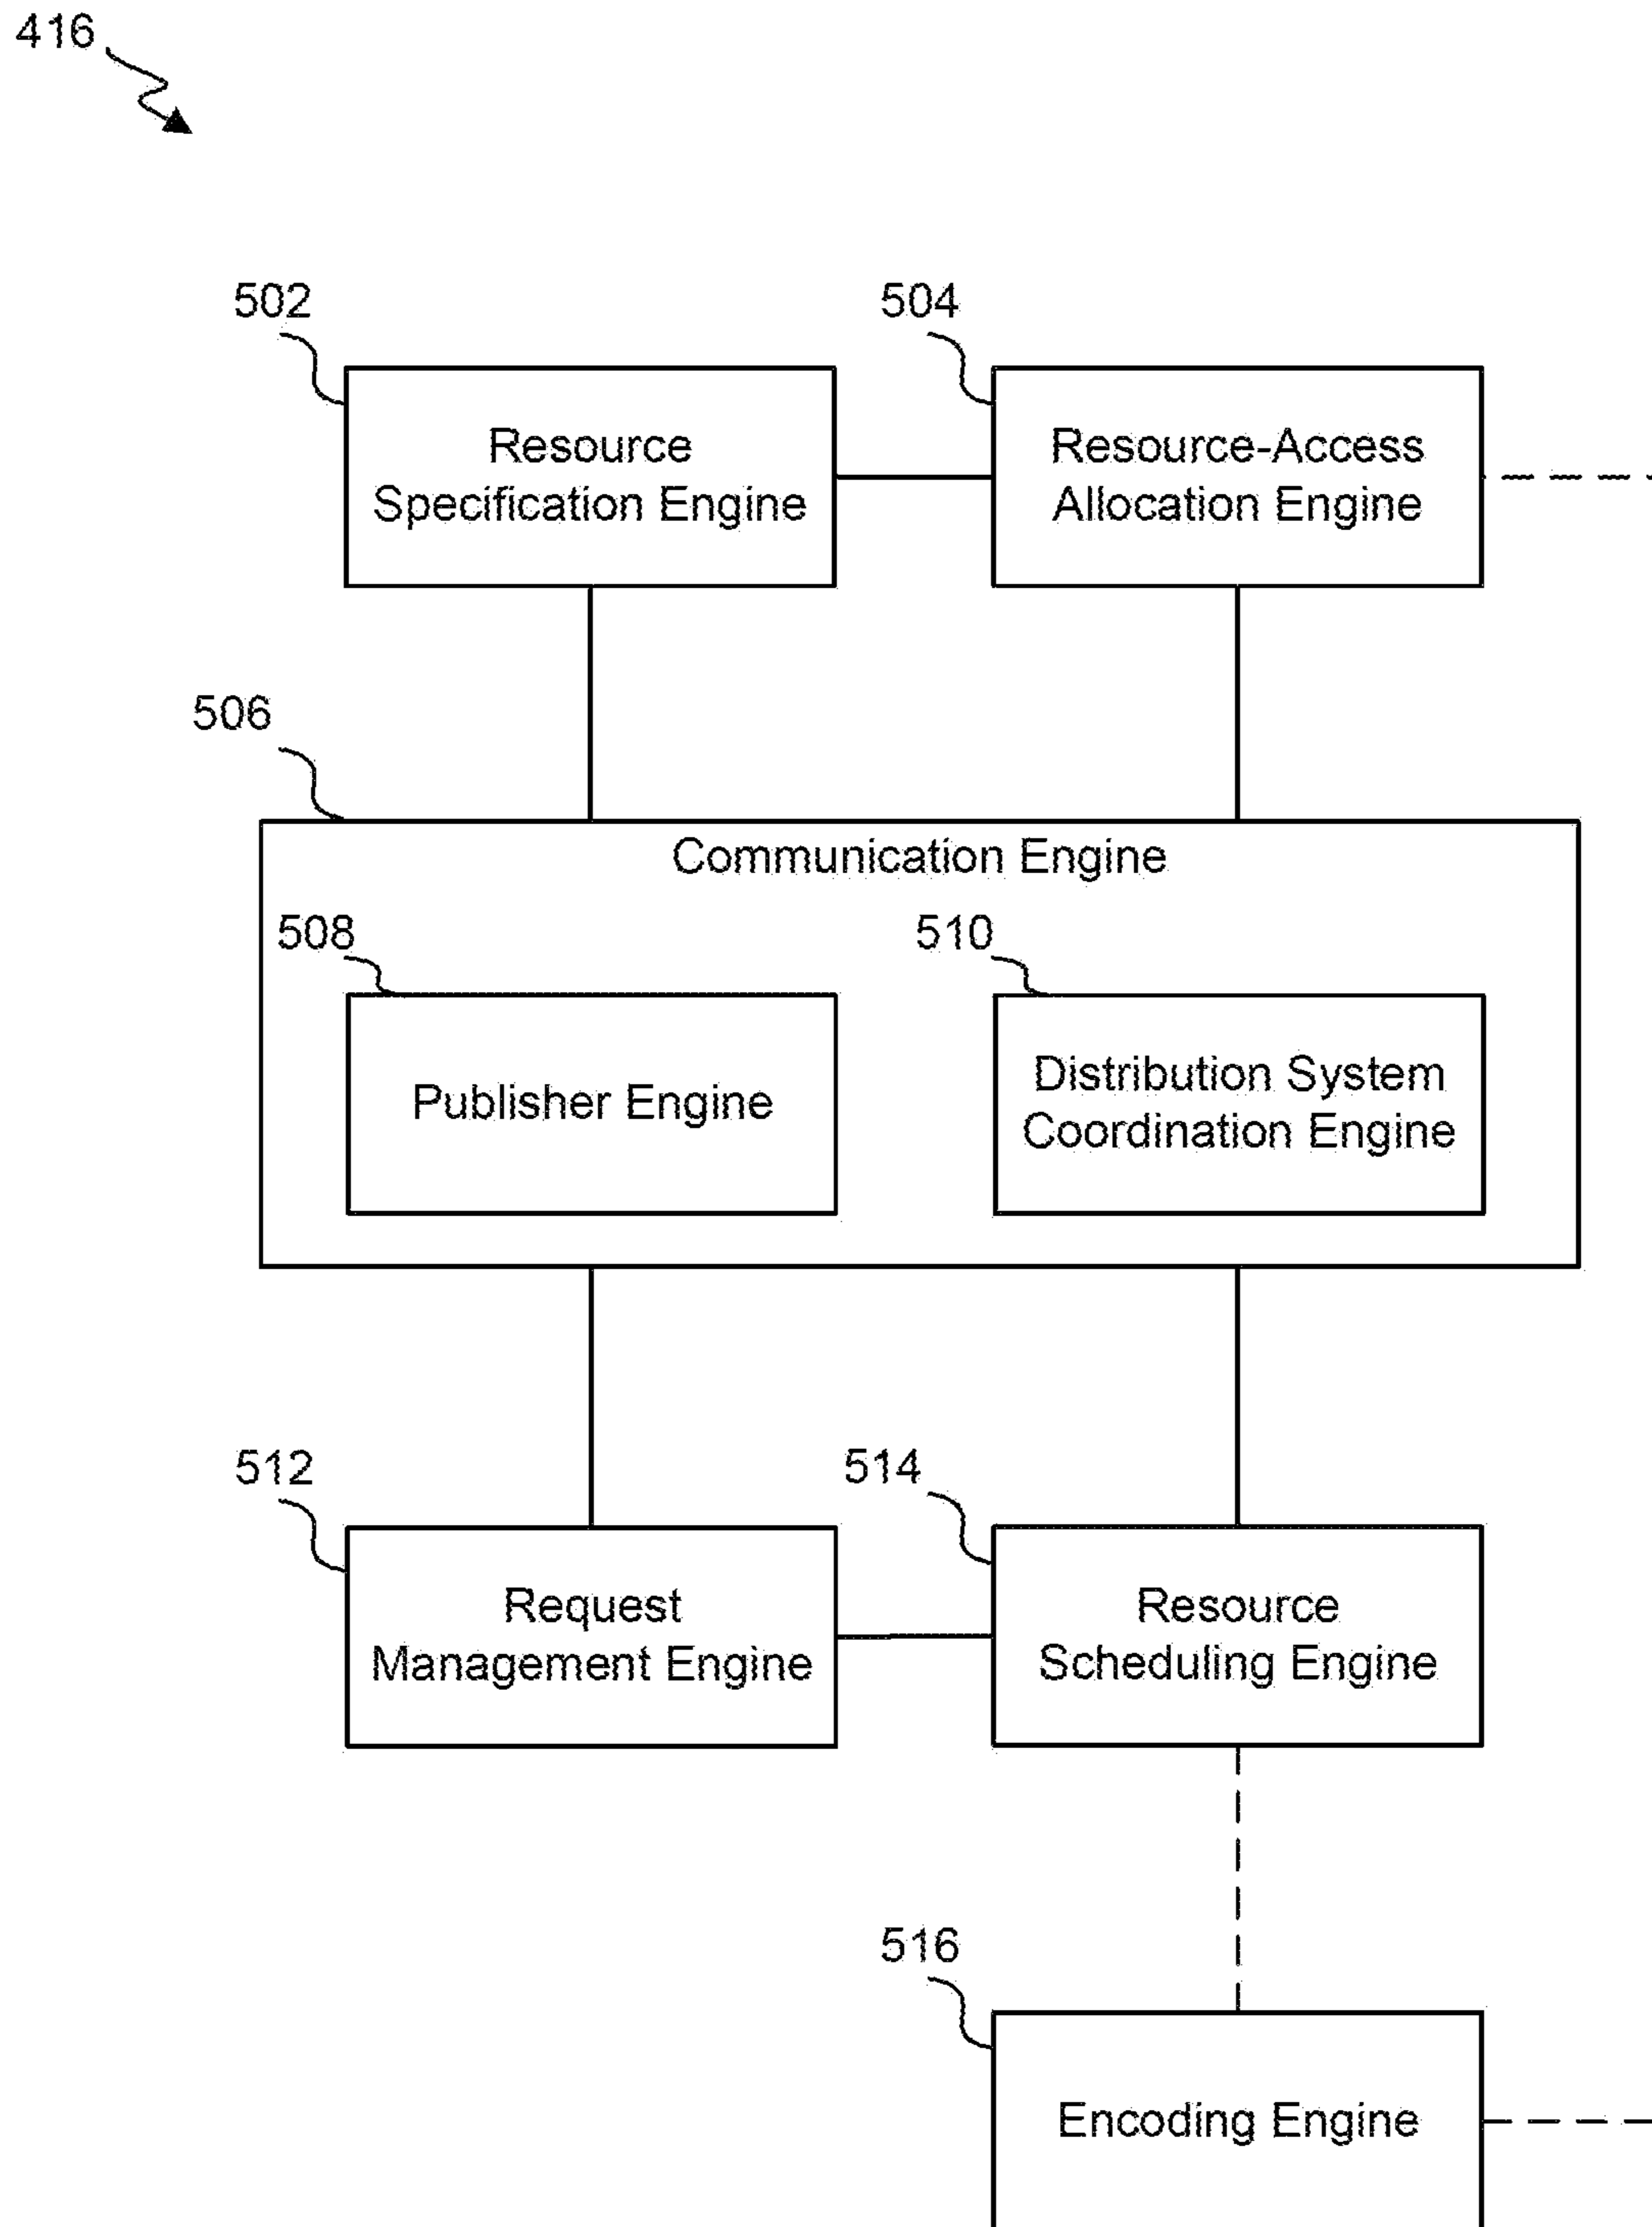 416
502
504
Resource
Specification Engine
Resource-Access
Allocation Engine
506
Communication Engine
508
510
Publisher Engine
Distribution System
Coordination Engine
512
514
Request
Management Engine
Resource
Scheduling Engine
516
Encoding Engine